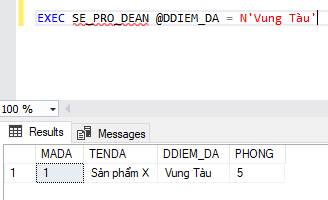 EXEC SE_PRO_DEAN @DDIEM_DA = N'Vung Tàu'
100 %
Results Messages
MADA TENDA DDIEM_DA PHONG
1 1 Sản phẩm X Vung Tàu 5